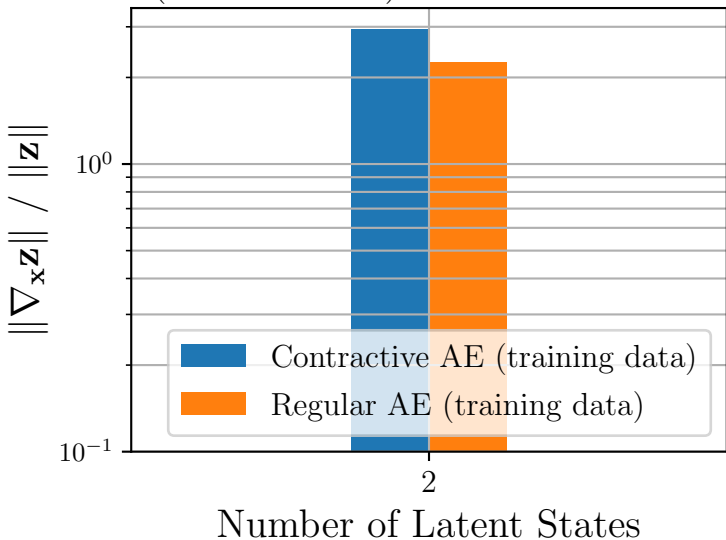 ‖∇ₓz‖ / ‖z‖
10⁰
10⁻¹
Contractive AE (training data)
Regular AE (training data)
2
Number of Latent States